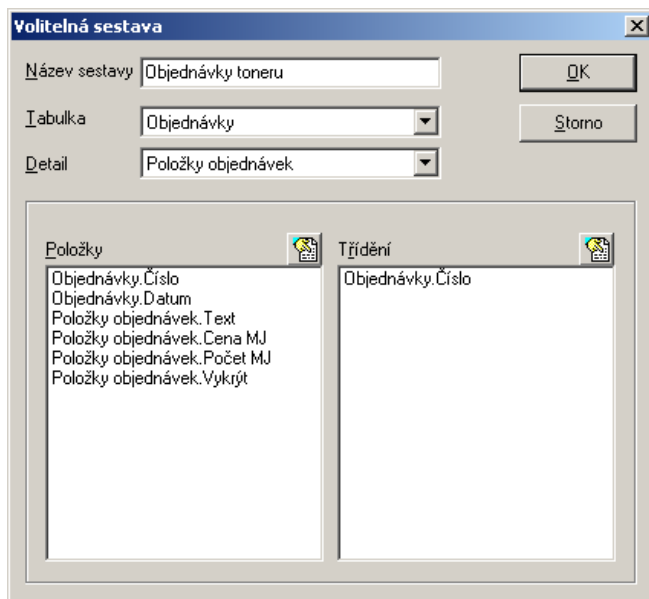 Volitelná sestava
Název sestavy Objednávky toneru OK
Tabulka Objednávky Storno
Detail Položky objednávek
Položky Třídění
Objednávky.Číslo Objednávky.Číslo
Objednávky.Datum
Položky objednávek.Text
Položky objednávek.Cena MJ
Položky objednávek.Počet MJ
Položky objednávek.Vykrýt